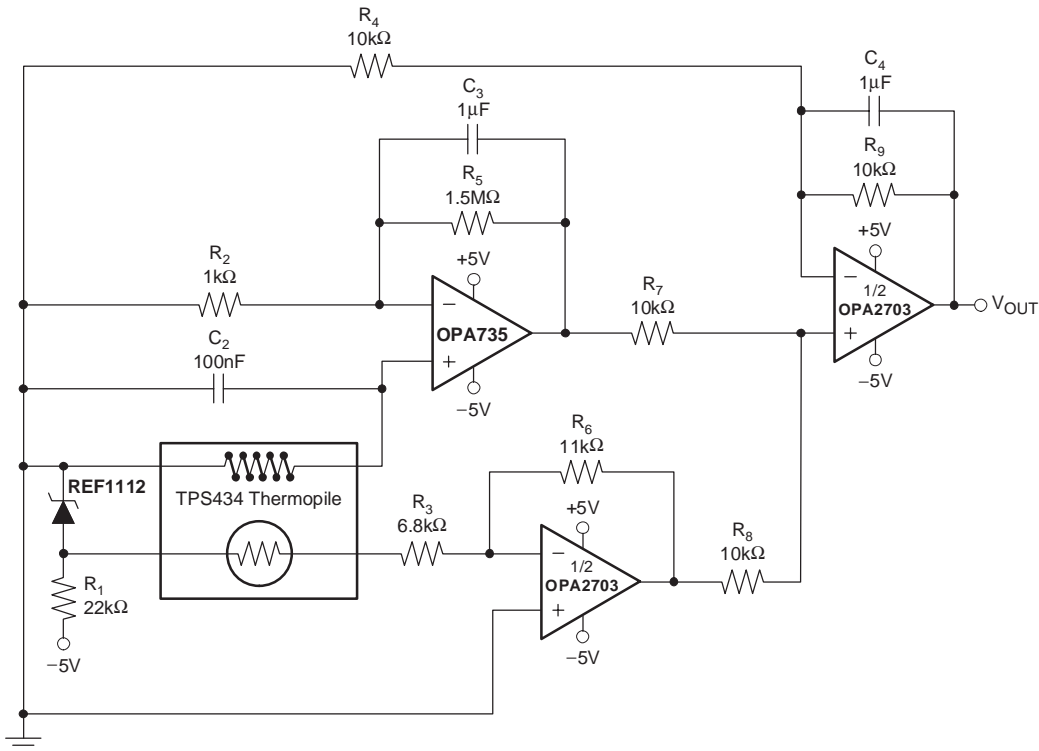 R4
10kΩ
C4
1μF
C3
1μF
R9
10kΩ
R5
1.5MΩ
+5V
R2
1kΩ
+5V
R7
10kΩ
−
1/2
OPA2703
+
VOUT
−
OPA735
+
C2
100nF
−5V
−5V
R6
11kΩ
REF1112
TPS434 Thermopile
R3
6.8kΩ
+5V
R8
10kΩ
−
1/2
OPA2703
+
R1
22kΩ
−5V
−5V